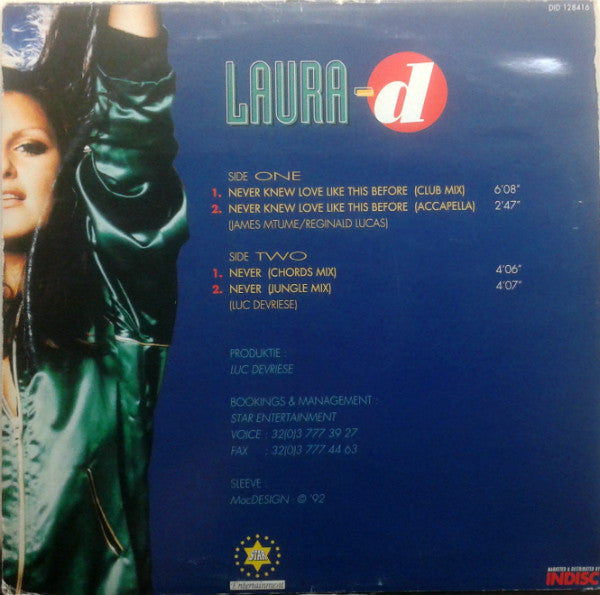 DID 128416
LAURA-d
SIDE ONE
1. NEVER KNEW LOVE LIKE THIS BEFORE (CLUB MIX) 6'08"
2. NEVER KNEW LOVE LIKE THIS BEFORE (ACCAPELLA) 2'47"
(JAMES MTUME/REGINALD LUCAS)
SIDE TWO
1. NEVER (CHORDS MIX) 4'06"
2. NEVER (JUNGLE MIX) 4'07"
(LUC DEVRIESE)
PRODUKTIE :
LUC DEVRIESE
BOOKINGS & MANAGEMENT :
STAR ENTERTAINMENT
VOICE : 32(0)3 777 39 27
FAX : 32(0)3 777 44 63
SLEEVE :
MacDESIGN - © '92
STAR
Entertainment
MARKETED & DISTRIBUTED BY
INDISC